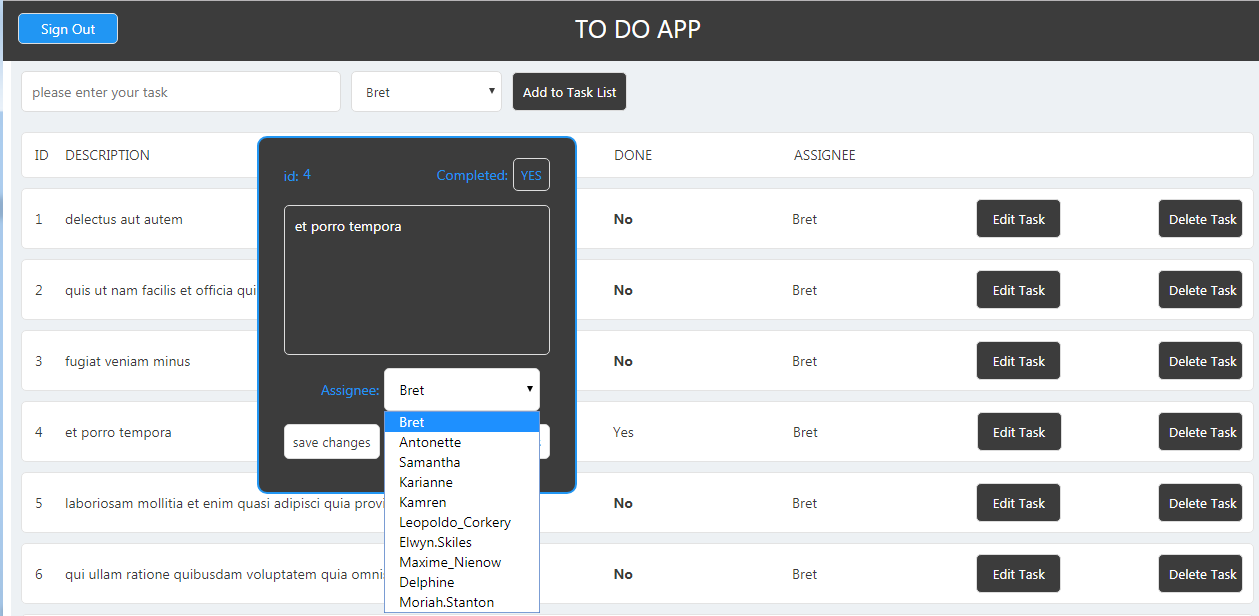 Sign Out
TO DO APP
please enter your task
Bret
Add to Task List
ID DESCRIPTION DONE ASSIGNEE
id: 4
Completed: YES
et porro tempora
Assignee: Bret
Bret
Antonette
Samantha
Karianne
Kamren
Leopoldo_Corkery
Elwyn.Skiles
Maxime_Nienow
Delphine
Moriah.Stanton
save changes
1 delectus aut autem No Bret Edit Task Delete Task
2 quis ut nam facilis et officia qui No Bret Edit Task Delete Task
3 fugiat veniam minus No Bret Edit Task Delete Task
4 et porro tempora Yes Bret Edit Task Delete Task
5 laboriosam mollitia et enim quasi adipisci quia No Bret Edit Task Delete Task
6 qui ullam ratione quibusdam voluptatem quia No Bret Edit Task Delete Task